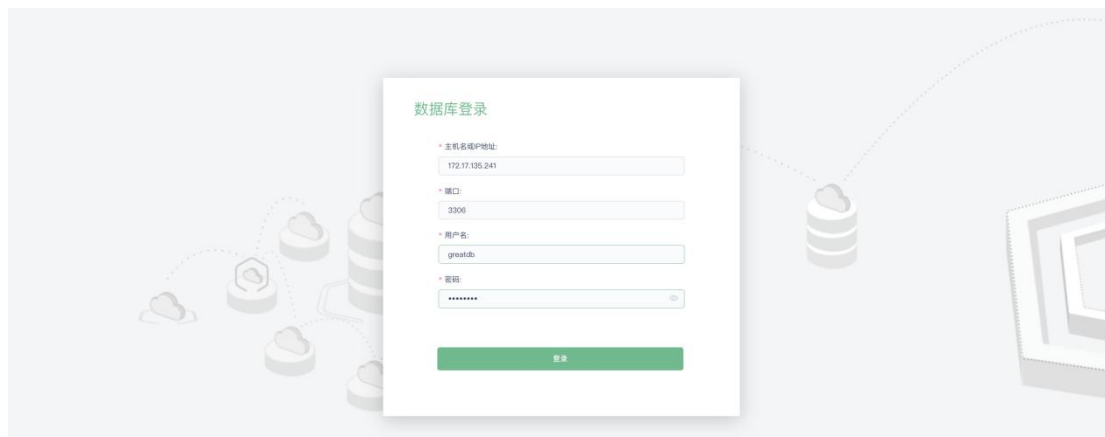 数据库登录
* 主机名或IP地址:
172.17.135.241
* 端口:
3306
* 用户名:
greatdb
* 密码:
••••••••
登录